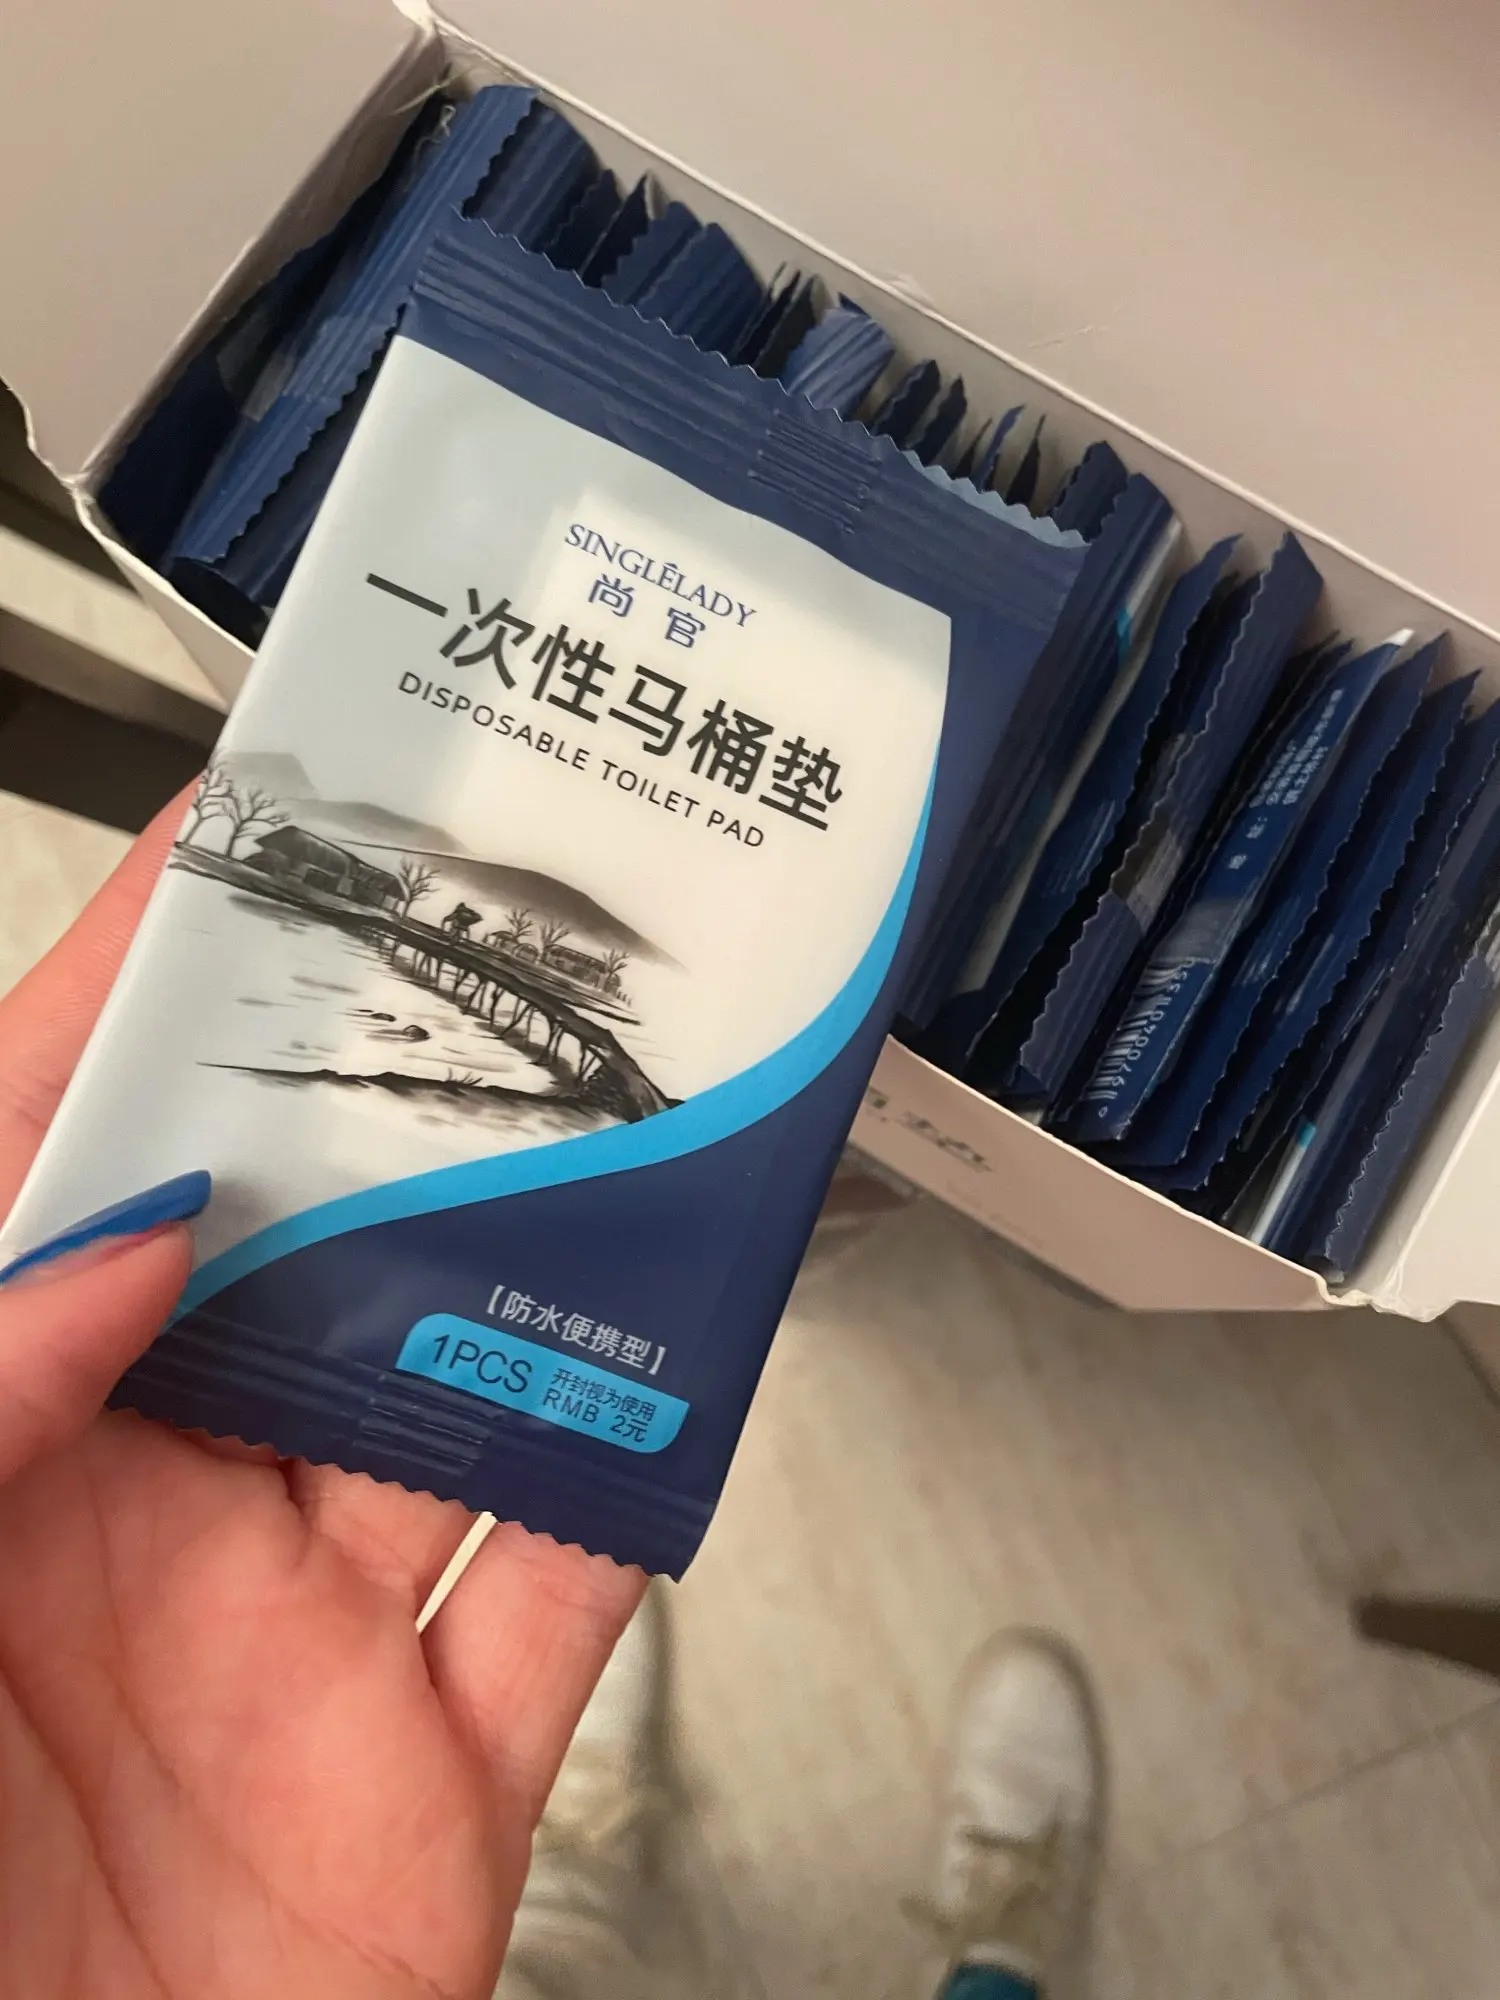 SINGLĒLADY
尚官
一次性马桶垫
DISPOSABLE TOILET PAD
【防水便携型】
1PCS
开封视为使用
RMB 2元